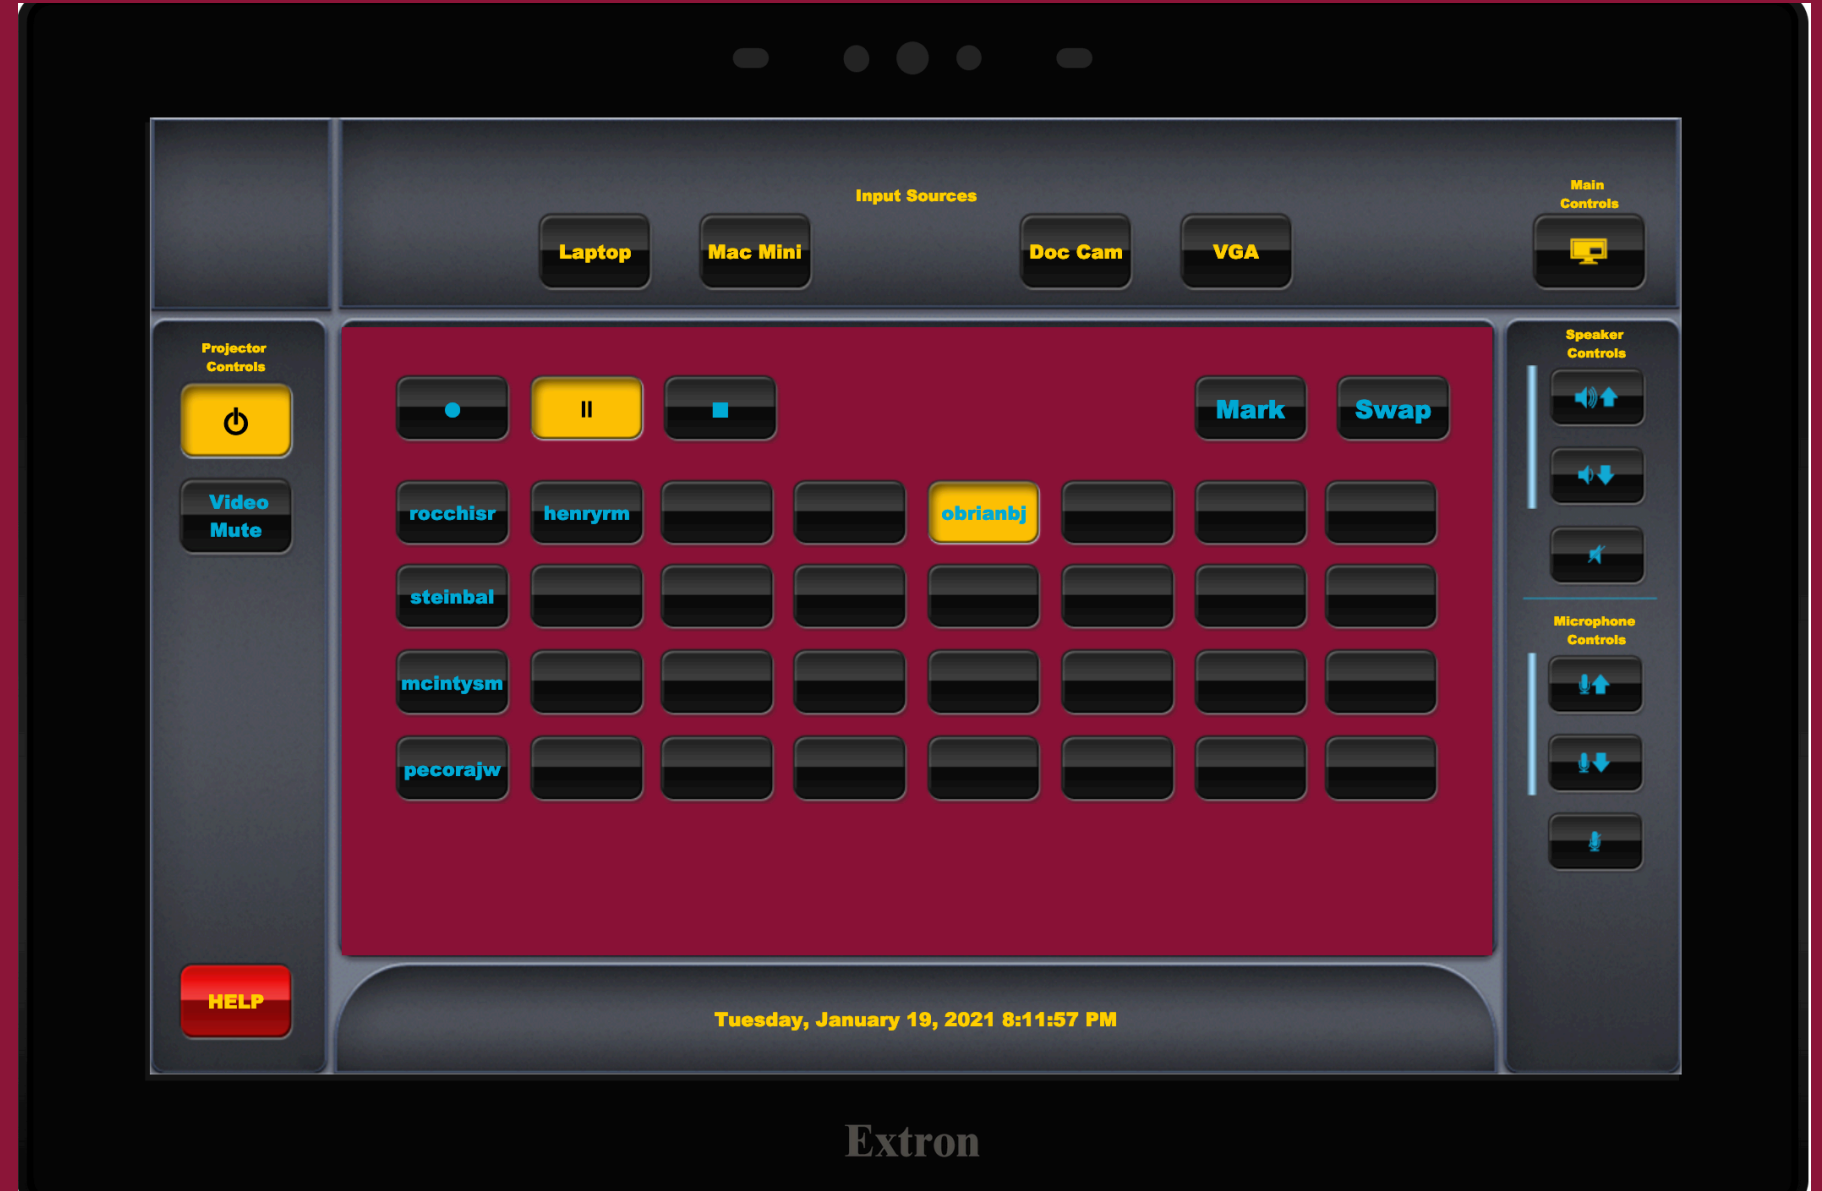 Input Sources
Main
Controls
Laptop
Mac Mini
Doc Cam
VGA
Projector
Controls
Video
Mute
Mark
Swap
rocchisr
henryrm
obrianbj
steinbal
mcintysm
pecorajw
Speaker
Controls
Microphone
Controls
HELP
Tuesday, January 19, 2021 8:11:57 PM
Extron